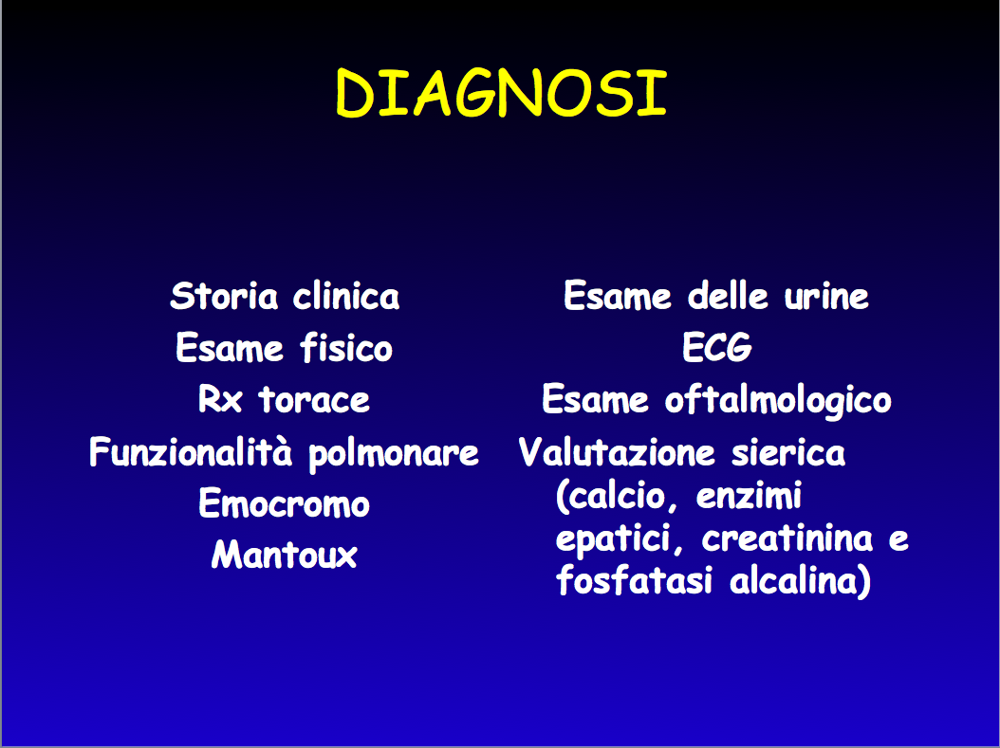 DIAGNOSI
Storia clinica
Esame fisico
Rx torace
Funzionalità polmonare
Emocromo
Mantoux
Esame delle urine
ECG
Esame oftalmologico
Valutazione sierica
(calcio, enzimi
epatici, creatinina e
fosfatasi alcalina)